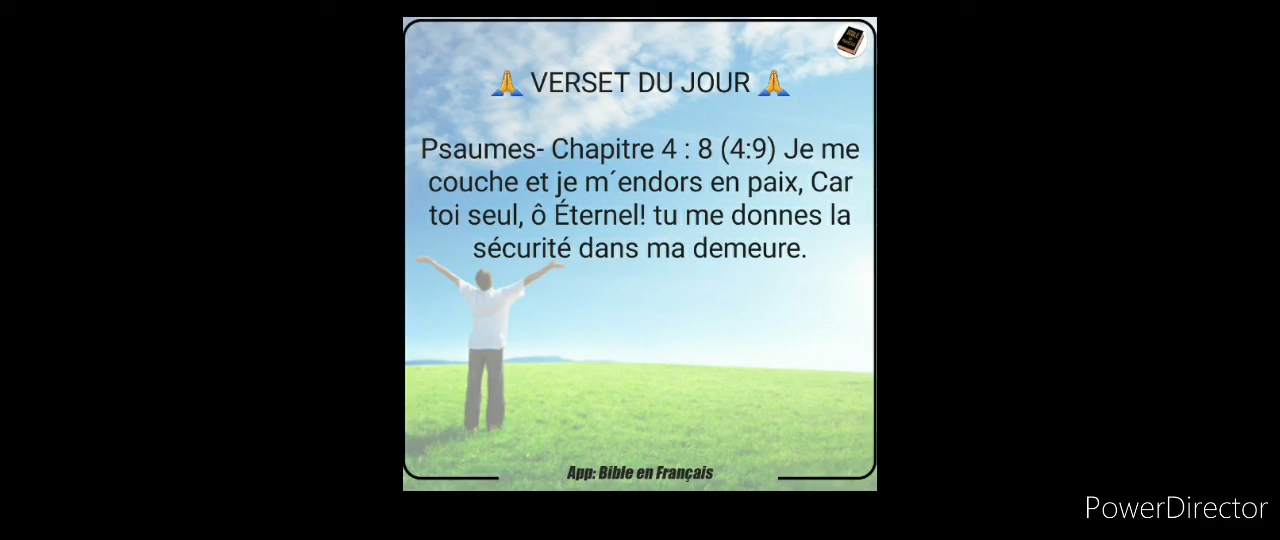 🙏 VERSET DU JOUR 🙏
Psaumes- Chapitre 4 : 8 (4:9) Je me
couche et je m´endors en paix, Car
toi seul, ô Éternel! tu me donnes la
sécurité dans ma demeure.
App: Bible en Français
PowerDirector